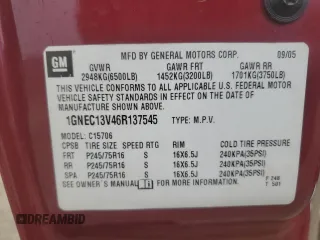 GM
MFD BY GENERAL MOTORS CORP. 09/05
GVWR GAWR FRT GAWR RR
2948KG(6500LB) 1452KG(3200LB) 1701KG(3750LB)
THIS VEHICLE CONFORMS TO ALL APPLICABLE U.S. FEDERAL MOTOR
VEHICLE SAFETY STANDARDS IN EFFECT ON THE DATE OF
MANUFACTURE SHOWN ABOVE.
1GNEC13V46R137545 TYPE: M.P.V.
MODEL: C15706
CPSB TIRE SIZE SPEED RTG RIM COLD TIRE PRESSURE
FRT P245/75R16 S 16X6.5J 240KPA(35PSI)
RR P245/75R16 S 16X6.5J 240KPA(35PSI)
SPA P245/75R16 S 16X6.5J 240KPA(35PSI)
SEE OWNER'S MANUAL FOR ADDITIONAL INFORMATION
DREAMBID